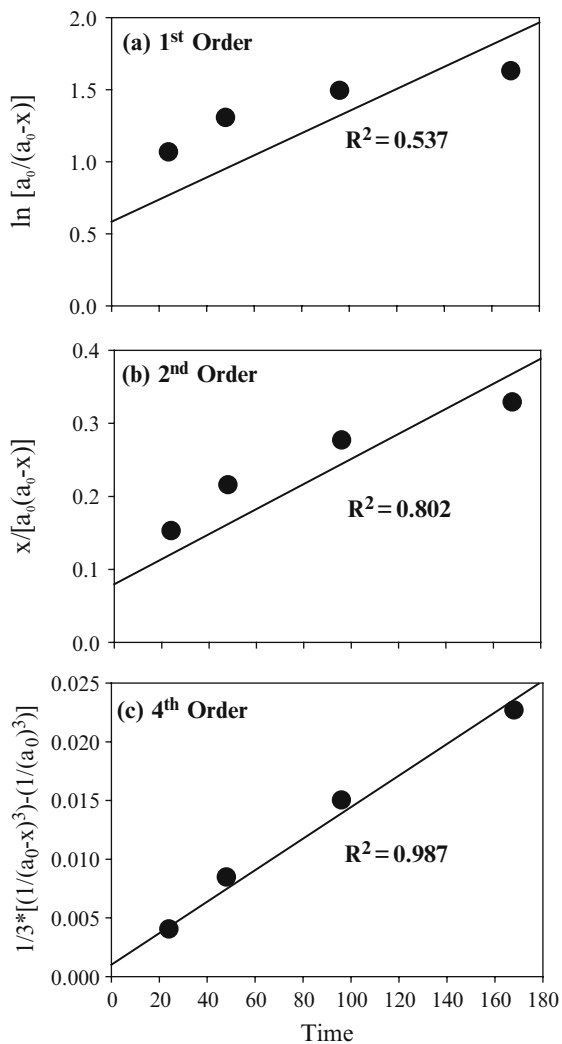 (a) 1st Order
ln [a0/(a0-x)]
2.0
1.5
1.0
0.5
0.0
R2 = 0.537
(b) 2nd Order
x/[a0(a0-x)]
0.4
0.3
0.2
0.1
0.0
R2 = 0.802
(c) 4th Order
1/3*[(1/(a0-x)3)-(1/(a0)3)]
0.025
0.020
0.015
0.010
0.005
0.000
R2 = 0.987
0 20 40 60 80 100 120 140 160 180
Time